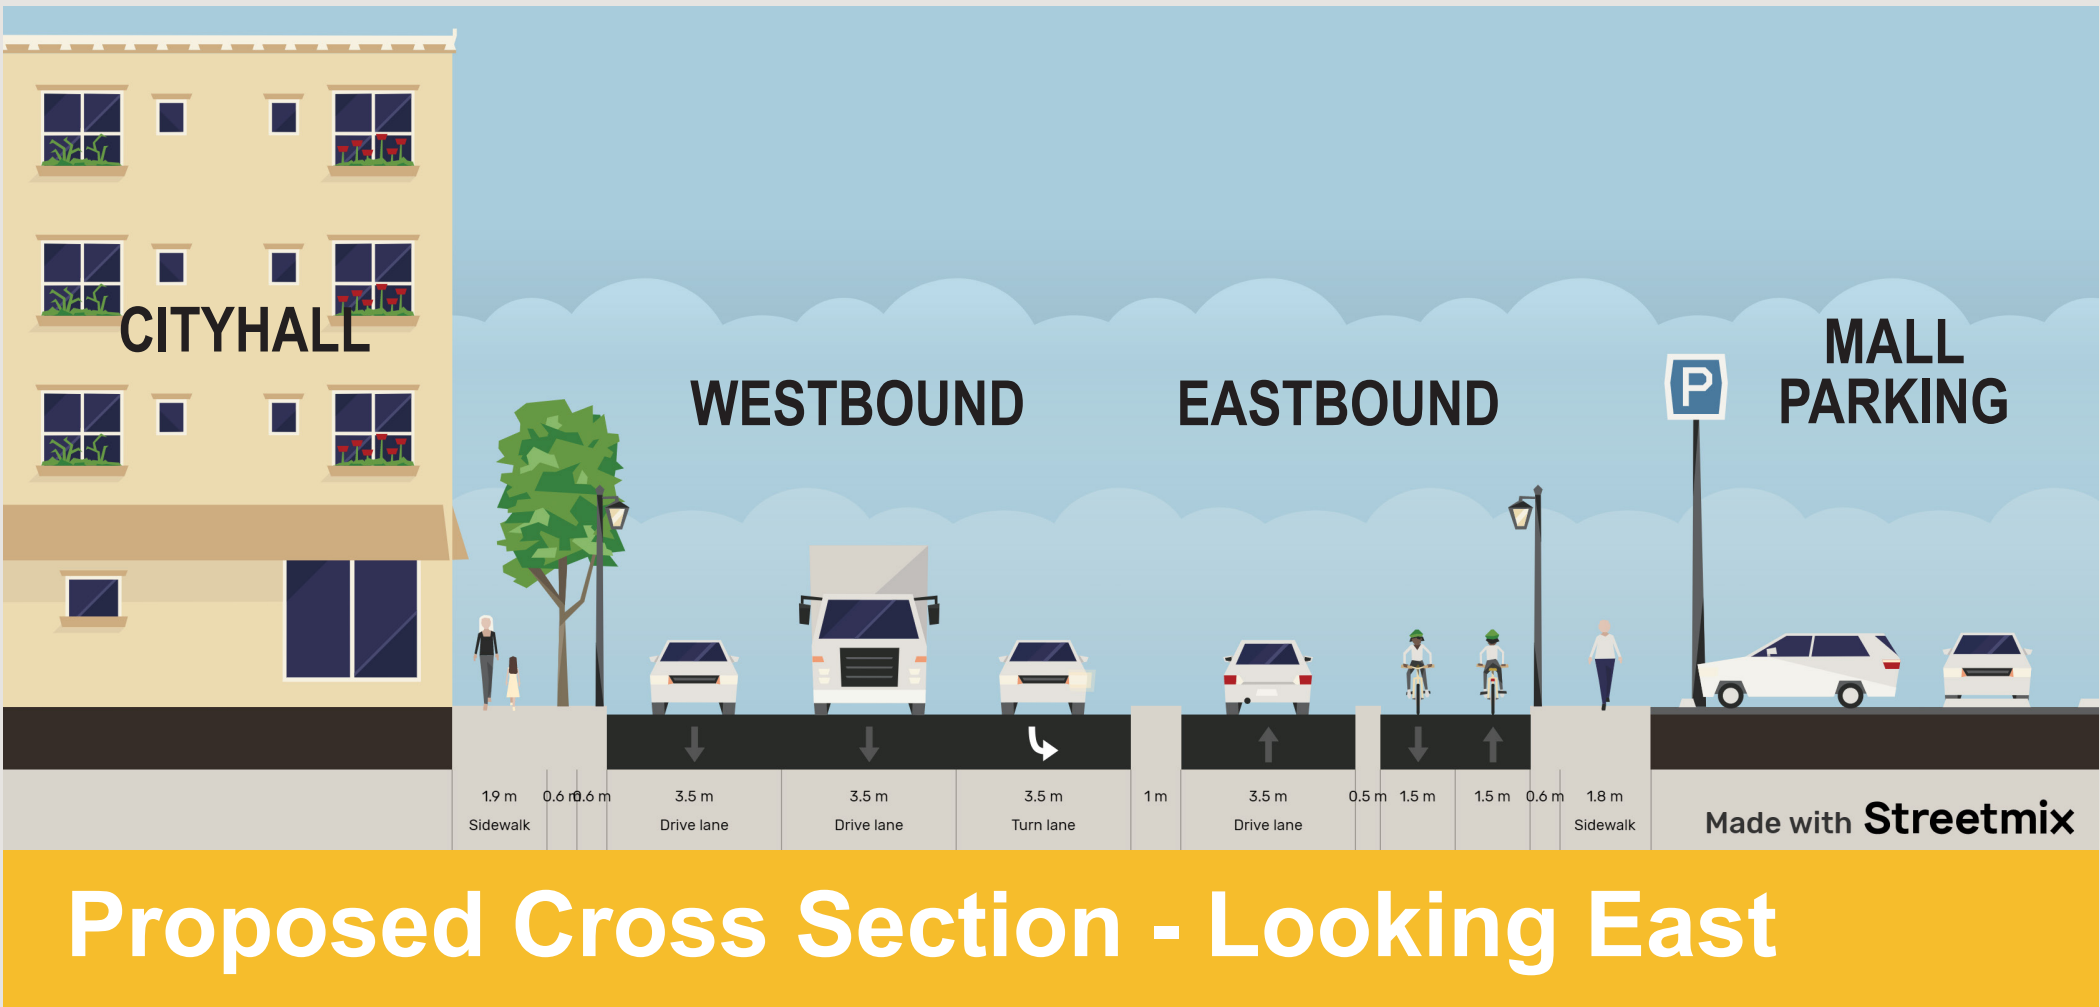 CITYHALL
WESTBOUND
EASTBOUND
P
MALL
PARKING
1.9 m 0.6 m 0.6 m 3.5 m 3.5 m 3.5 m 1 m 3.5 m 0.5 m 1.5 m 1.5 m 0.6 m 1.8 m
Sidewalk Drive lane Drive lane Turn lane Drive lane Sidewalk
Made with Streetmix
Proposed Cross Section - Looking East